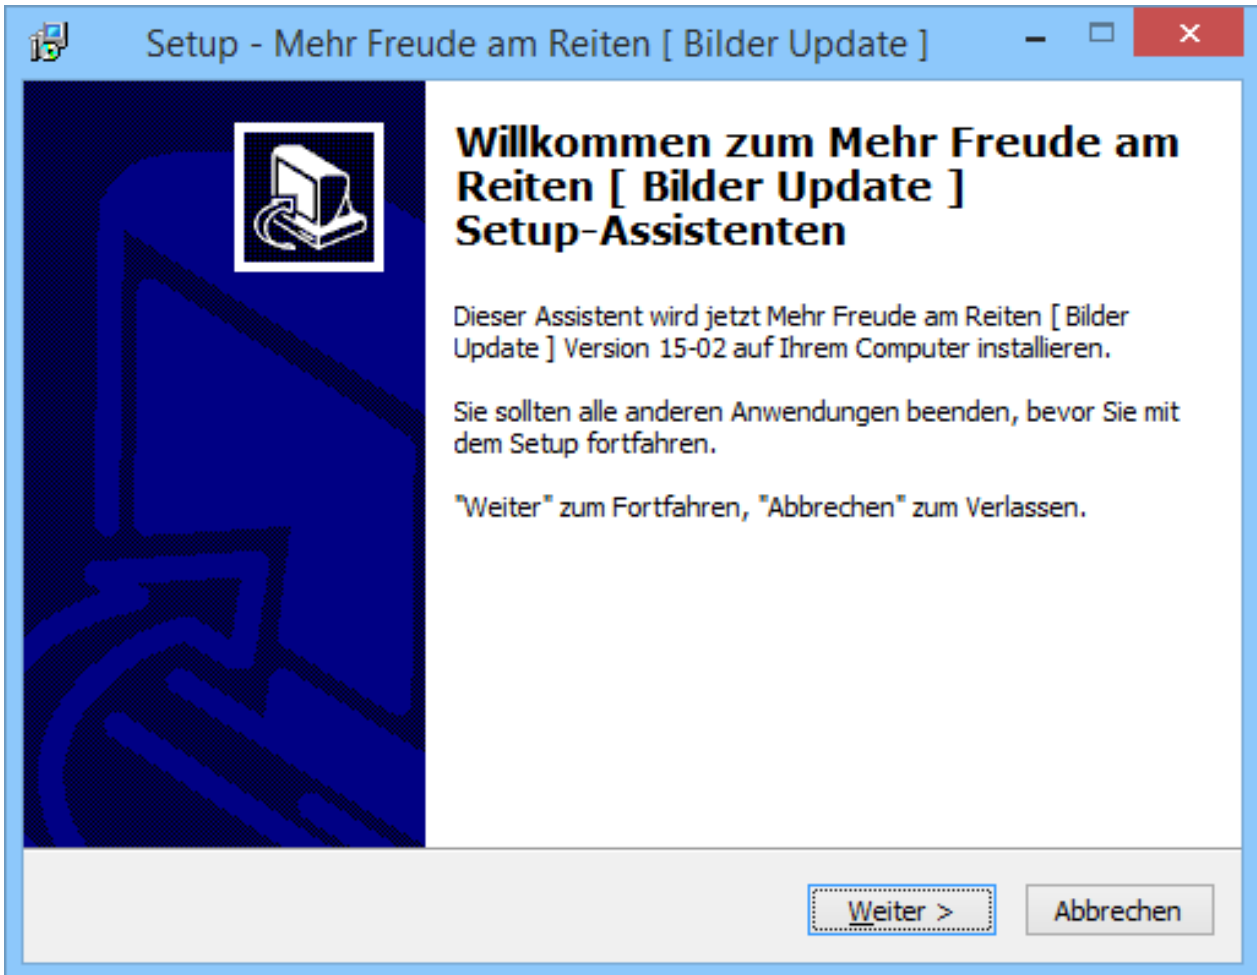 Setup - Mehr Freude am Reiten [ Bilder Update ]
Willkommen zum Mehr Freude am
Reiten [ Bilder Update ]
Setup-Assistenten
Dieser Assistent wird jetzt Mehr Freude am Reiten [ Bilder
Update ] Version 15-02 auf Ihrem Computer installieren.
Sie sollten alle anderen Anwendungen beenden, bevor Sie mit
dem Setup fortfahren.
"Weiter" zum Fortfahren, "Abbrechen" zum Verlassen.
Weiter >
Abbrechen